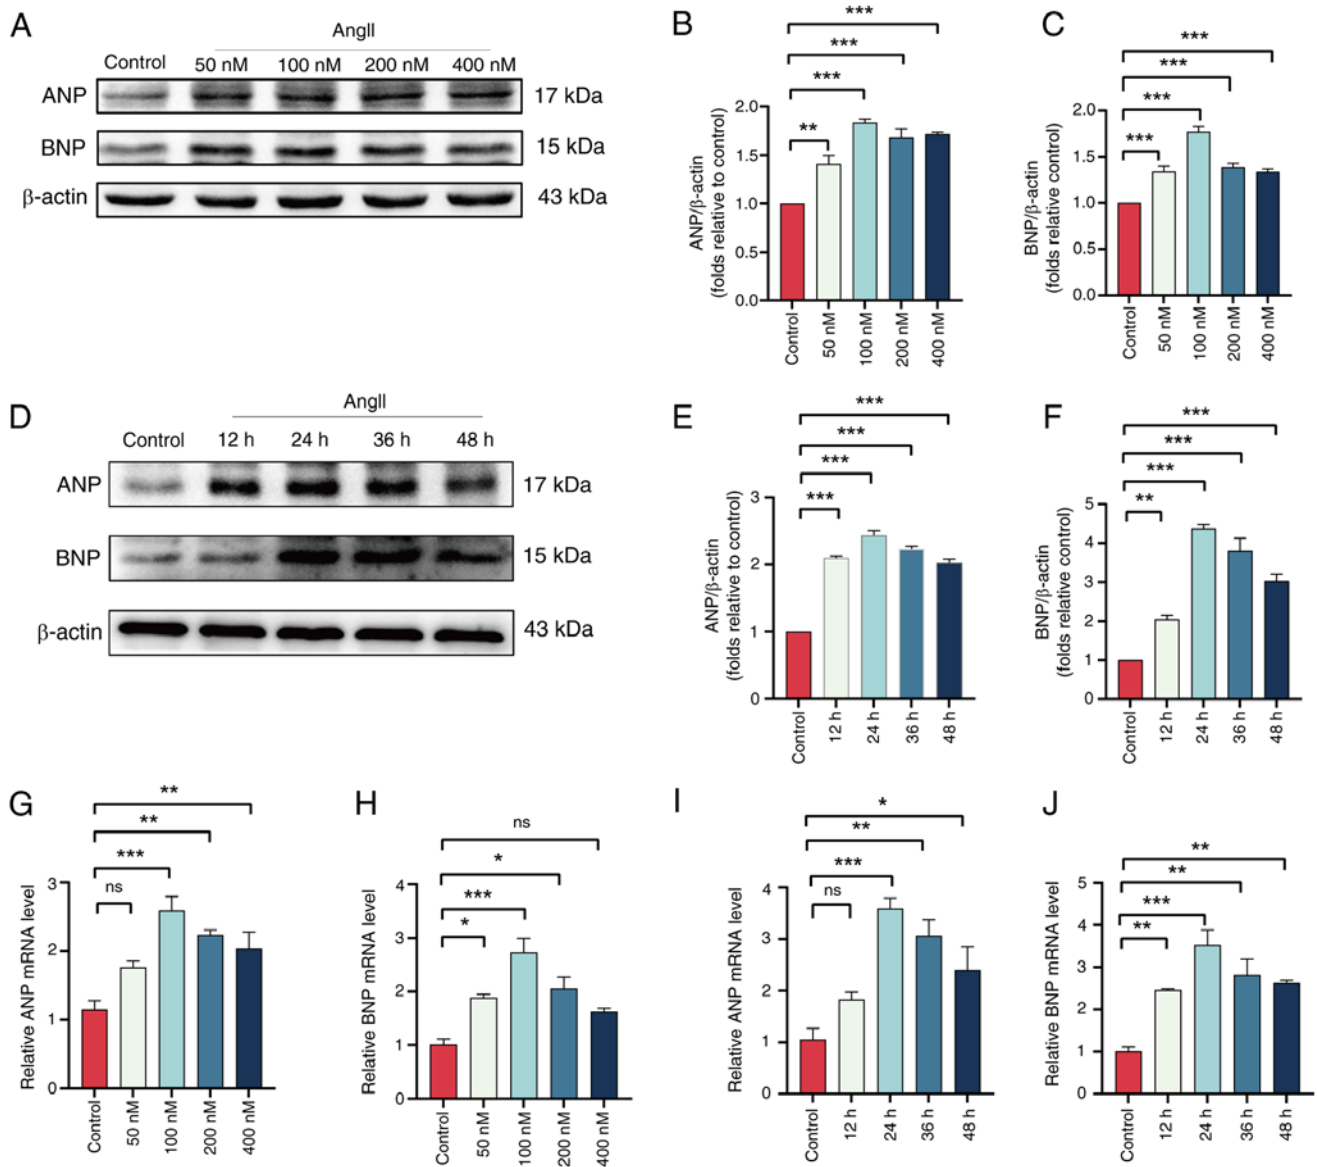 A
AngII
Control 50 nM 100 nM 200 nM 400 nM
ANP 17 kDa
BNP 15 kDa
β-actin 43 kDa
B
***
***
***
**
ANP/β-actin
(folds relative to control)
2.0
1.5
1.0
0.5
0.0
Control 50 nM 100 nM 200 nM 400 nM
C
***
***
***
***
BNP/β-actin
(folds relative control)
2.0
1.5
1.0
0.5
0.0
Control 50 nM 100 nM 200 nM 400 nM
D
AngII
Control 12 h 24 h 36 h 48 h
ANP 17 kDa
BNP 15 kDa
β-actin 43 kDa
E
***
***
***
***
ANP/β-actin
(folds relative to control)
3
2
1
0
Control 12 h 24 h 36 h 48 h
F
***
***
***
**
BNP/β-actin
(folds relative control)
5
4
3
2
1
0
Control 12 h 24 h 36 h 48 h
G
**
**
***
ns
Relative ANP mRNA level
3
2
1
0
Control 50 nM 100 nM 200 nM 400 nM
H
ns
*
***
*
Relative BNP mRNA level
4
3
2
1
0
Control 50 nM 100 nM 200 nM 400 nM
I
*
**
***
ns
Relative ANP mRNA level
4
3
2
1
0
Control 12 h 24 h 36 h 48 h
J
**
**
***
**
Relative BNP mRNA level
5
4
3
2
1
0
Control 12 h 24 h 36 h 48 h